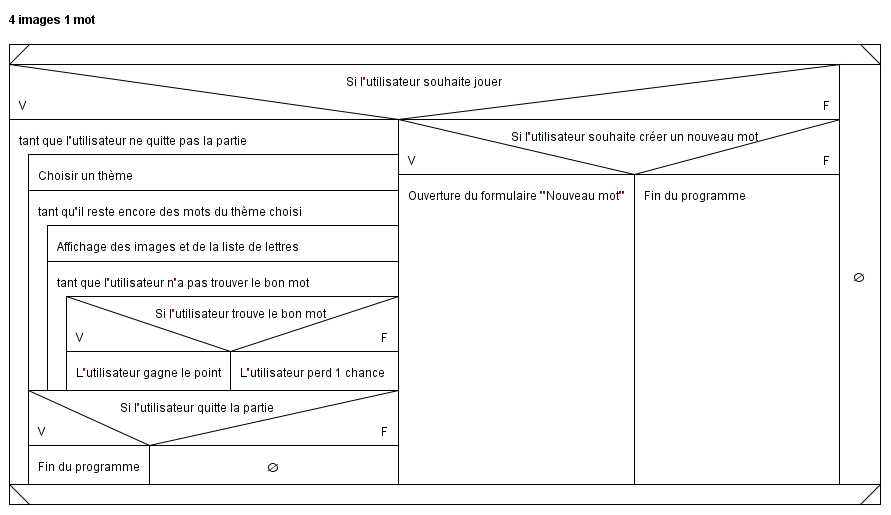 4 images 1 mot
Si l'utilisateur souhaite jouer
V
F
tant que l'utilisateur ne quitte pas la partie
Si l'utilisateur souhaite créer un nouveau mot
V
F
Choisir un thème
Ouverture du formulaire "Nouveau mot"
Fin du programme
tant qu'il reste encore des mots du thème choisi
Affichage des images et de la liste de lettres
tant que l'utilisateur n'a pas trouver le bon mot
∅
Si l'utilisateur trouve le bon mot
V
F
L'utilisateur gagne le point
L'utilisateur perd 1 chance
Si l'utilisateur quitte la partie
V
F
Fin du programme
∅